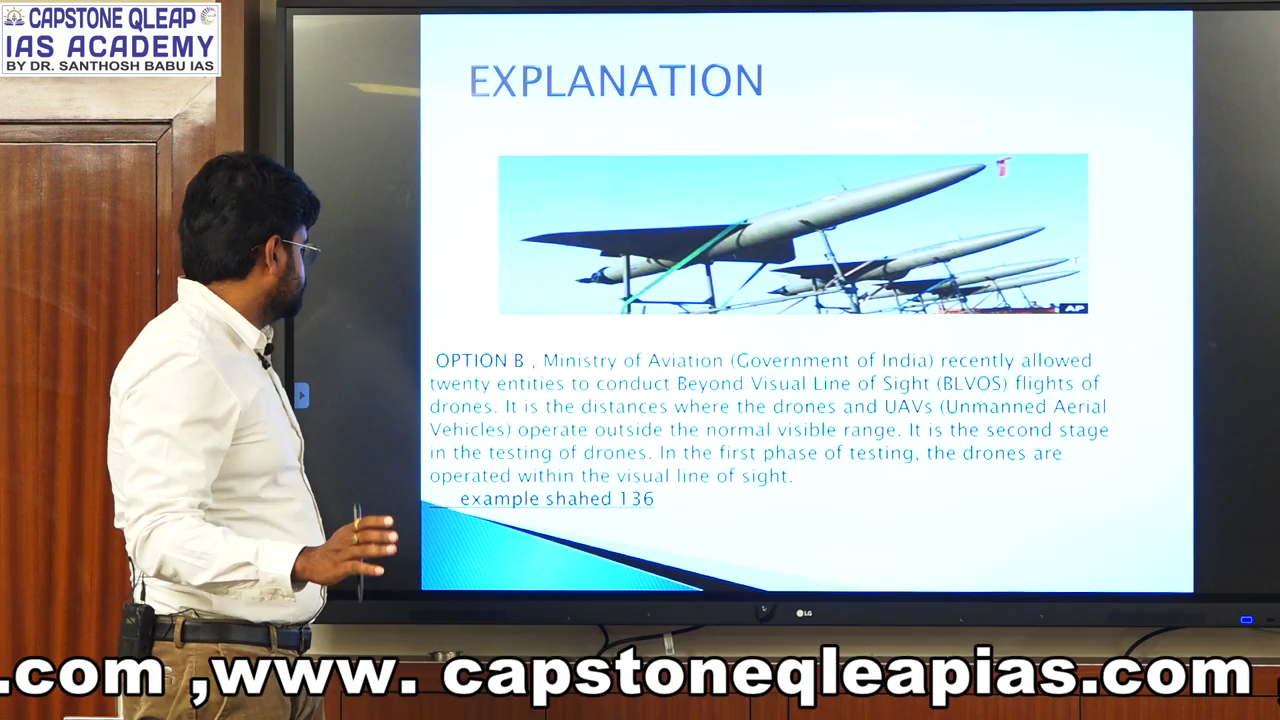 CAPSTONE QLEAP
IAS ACADEMY
BY DR. SANTHOSH BABU IAS
EXPLANATION
AP
OPTION B , Ministry of Aviation (Government of India) recently allowed
twenty entities to conduct Beyond Visual Line of Sight (BLVOS) flights of
drones. It is the distances where the drones and UAVs (Unmanned Aerial
Vehicles) operate outside the normal visible range. It is the second stage
in the testing of drones. In the first phase of testing, the drones are
operated within the visual line of sight.
example shahed 136
LG
.com ,www. capstoneqleapias.com ,